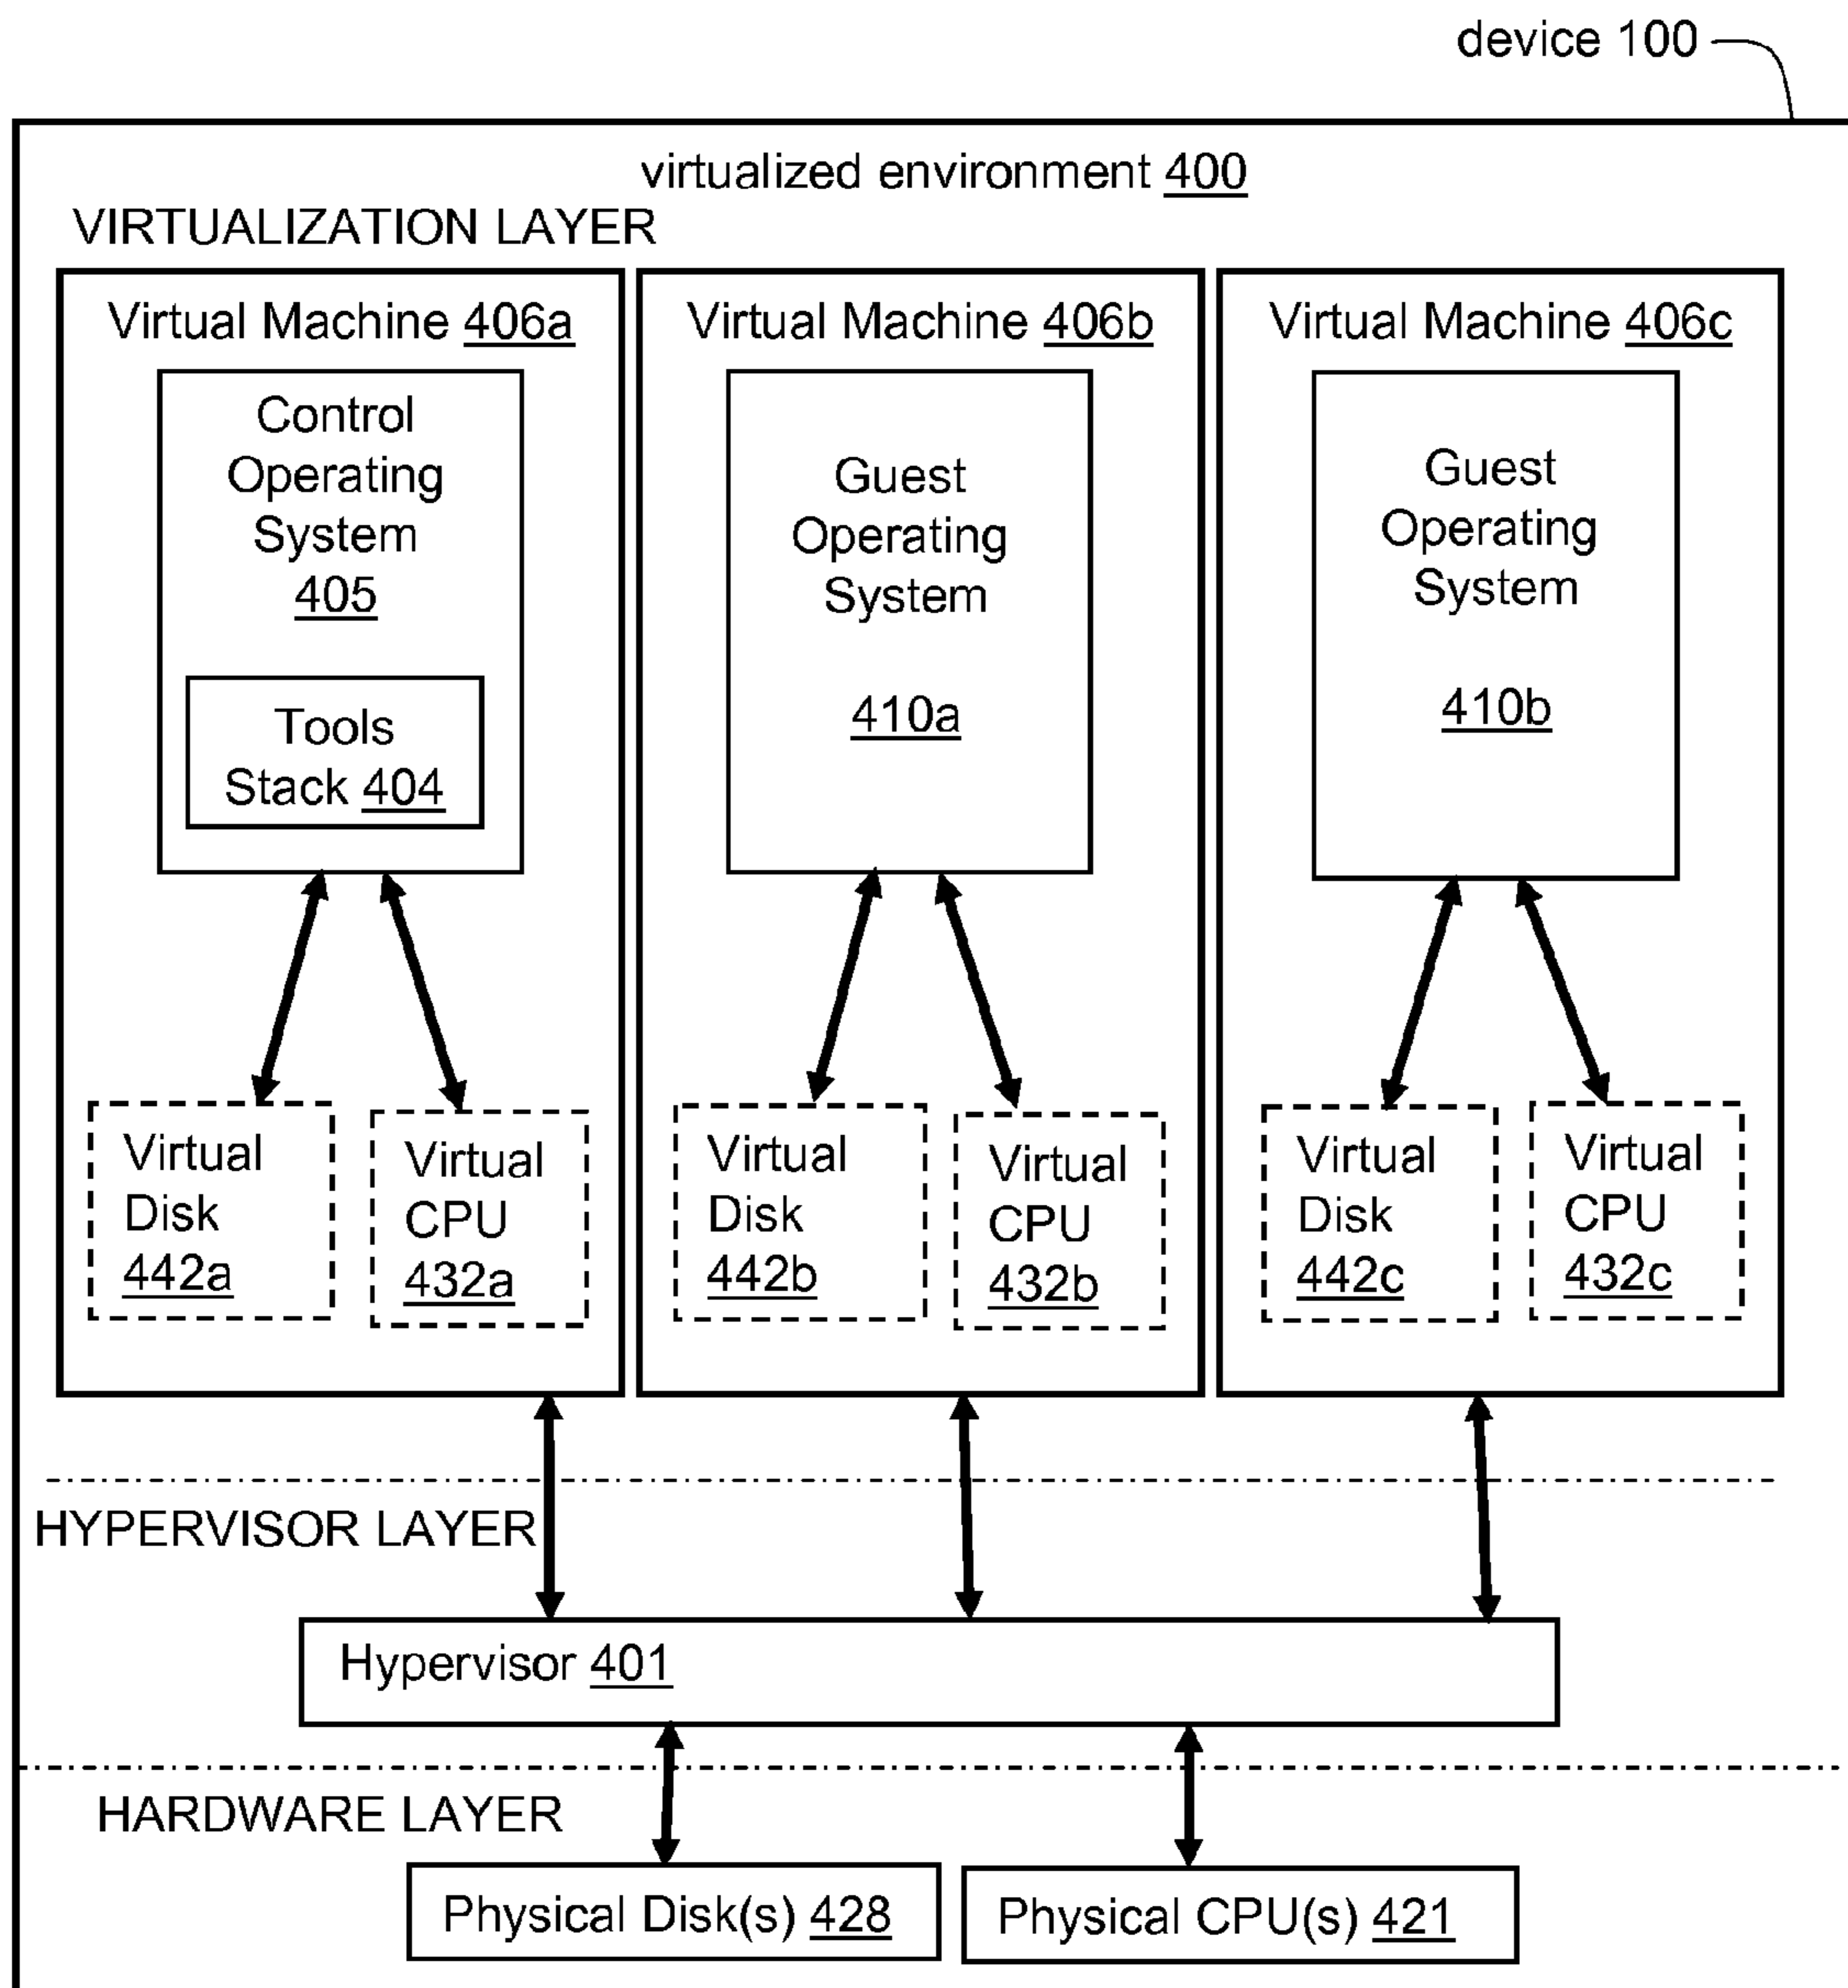 device 100
virtualized environment 400
VIRTUALIZATION LAYER
Virtual Machine 406a
Control
Operating
System
405
Tools
Stack 404
Virtual
Disk
442a
Virtual
CPU
432a
Virtual Machine 406b
Guest
Operating
System
410a
Virtual
Disk
442b
Virtual
CPU
432b
Virtual Machine 406c
Guest
Operating
System
410b
Virtual
Disk
442c
Virtual
CPU
432c
HYPERVISOR LAYER
Hypervisor 401
HARDWARE LAYER
Physical Disk(s) 428
Physical CPU(s) 421